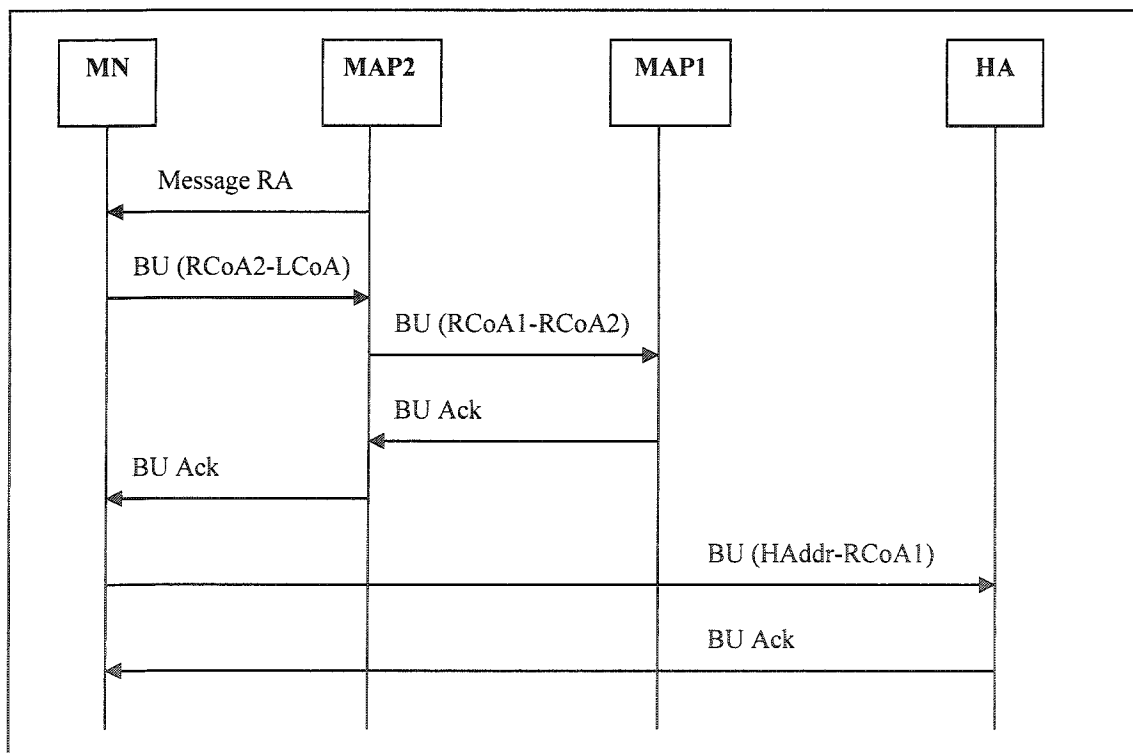 MN MAP2 MAP1 HA
Message RA
BU (RCoA2-LCoA)
BU (RCoA1-RCoA2)
BU Ack
BU Ack
BU (HAddr-RCoA1)
BU Ack